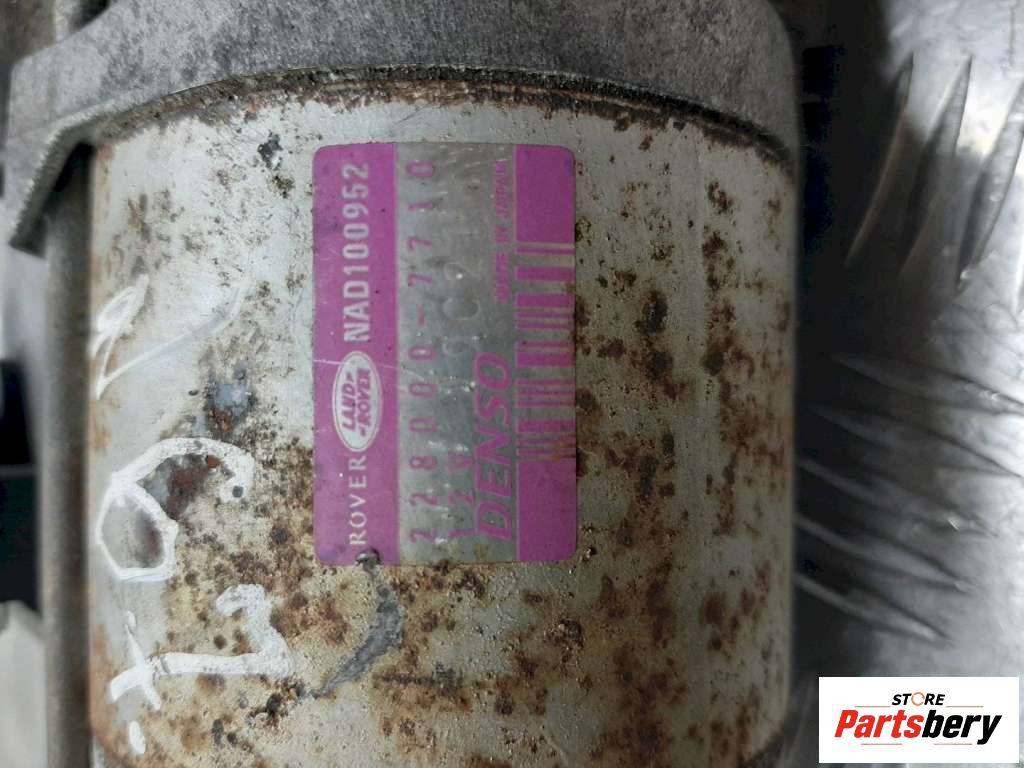 ROVER LAND ROVER NAD100952
228000-7710
12V
DENSO
MADE IN JAPAN
STORE
Partsbery